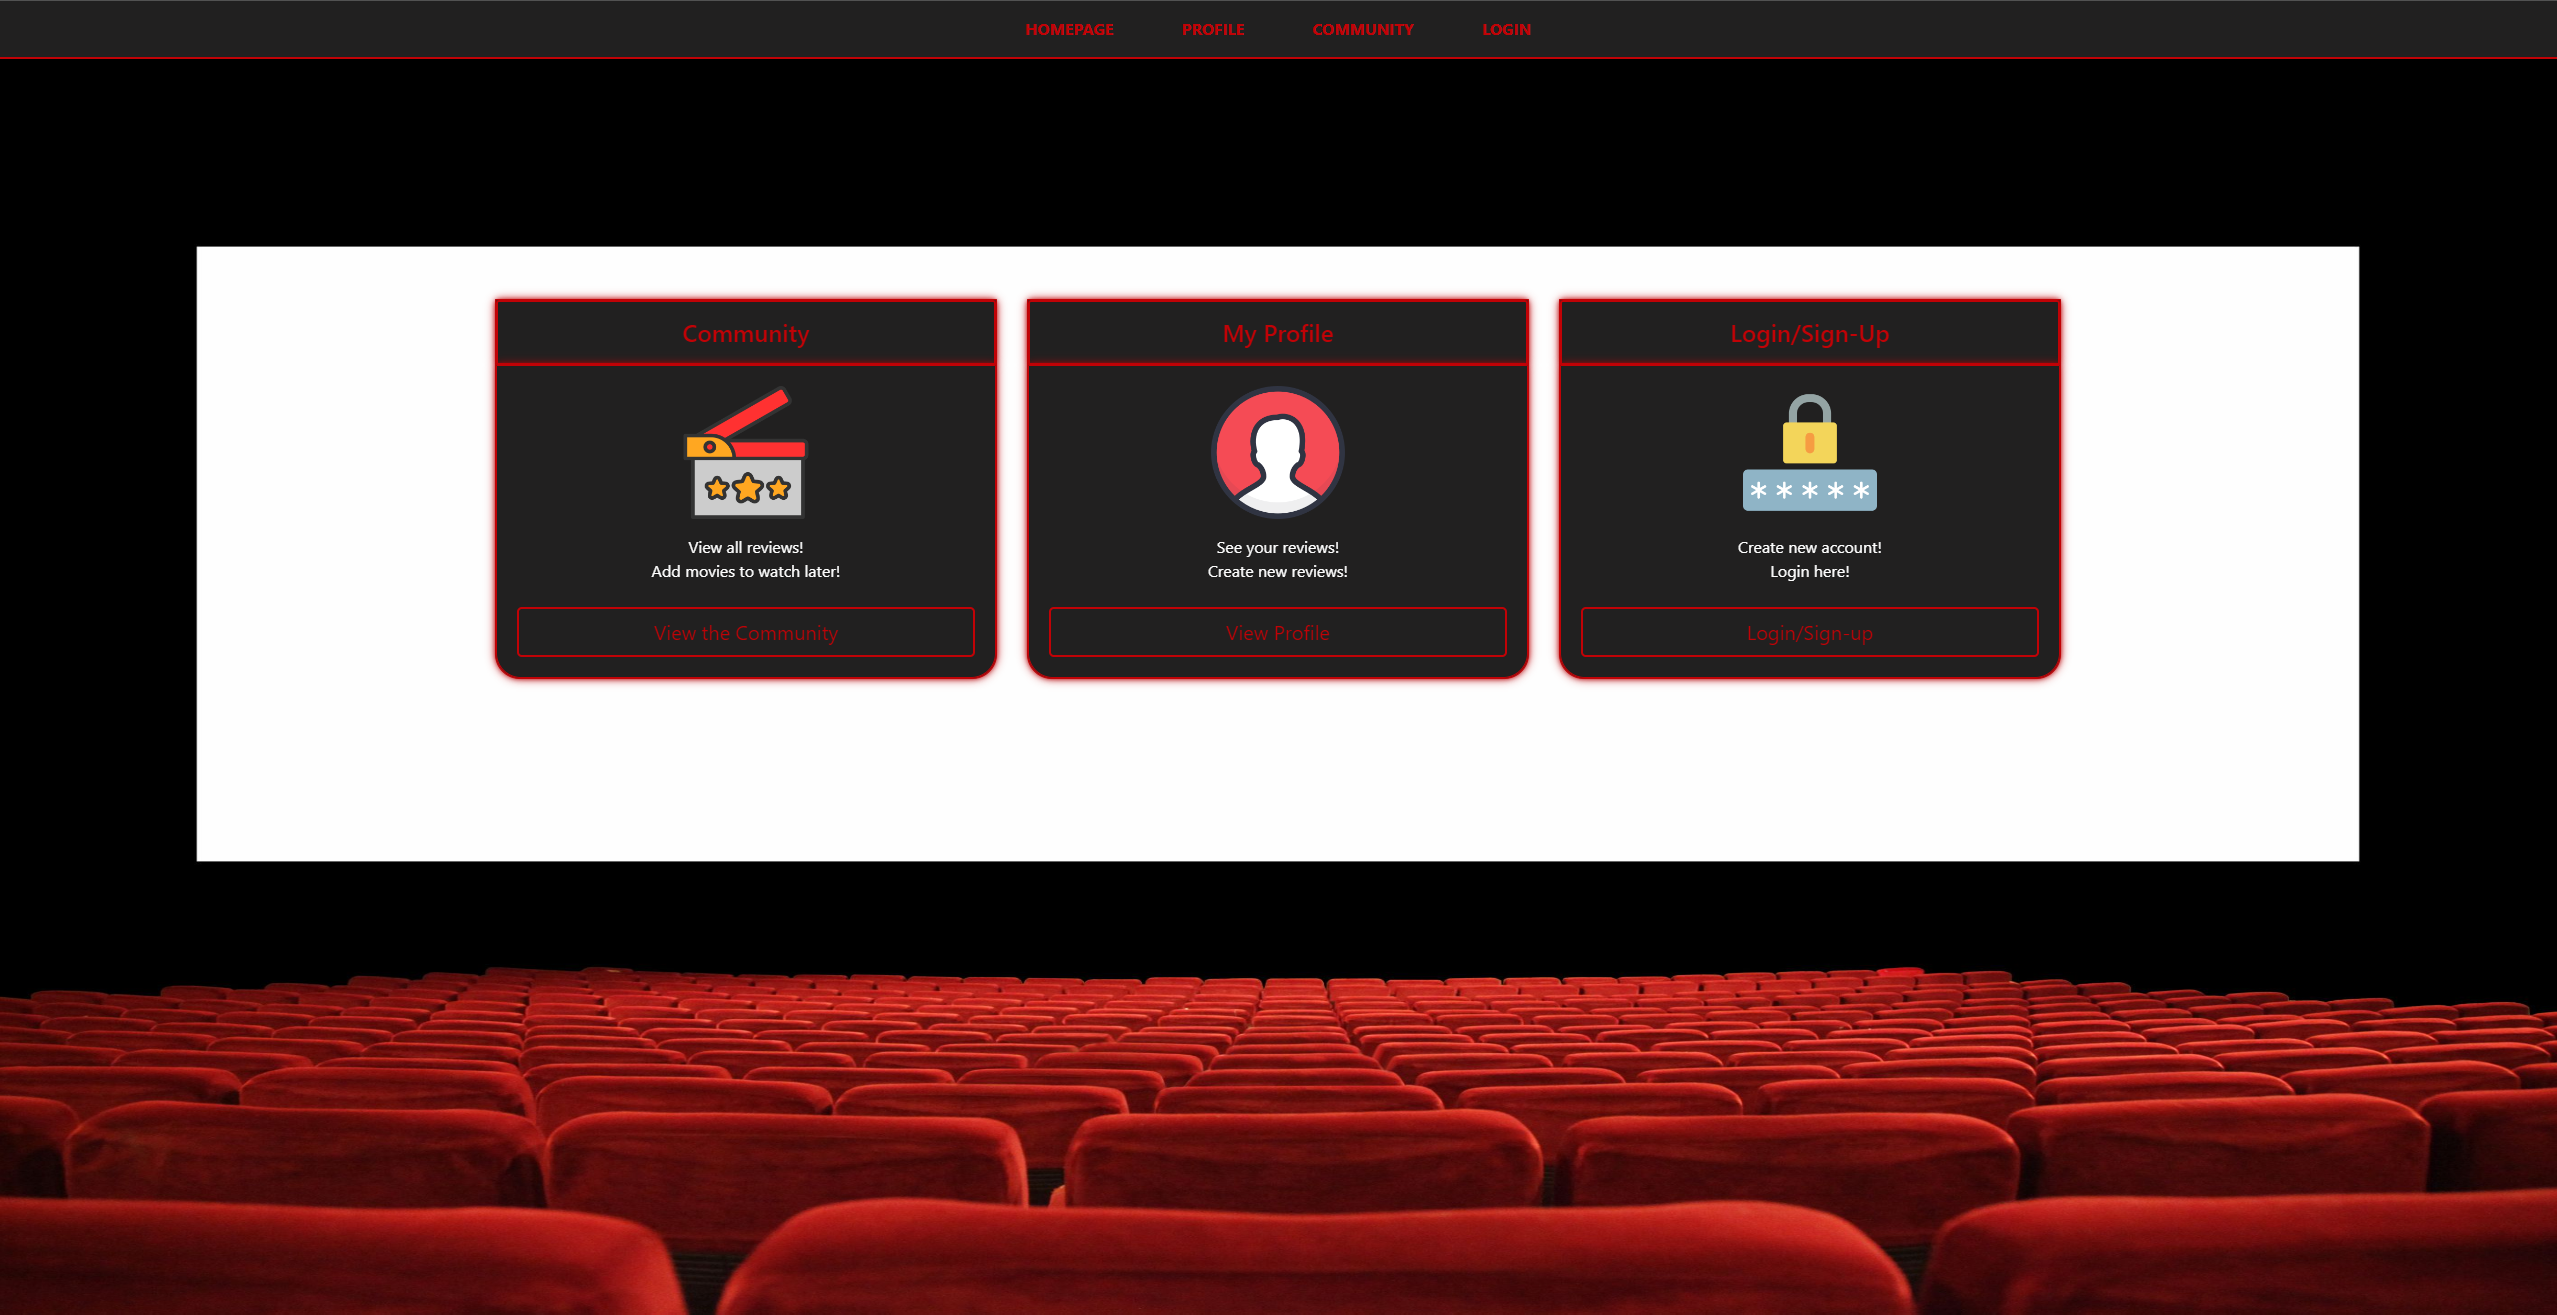 HOMEPAGE PROFILE COMMUNITY LOGIN
Community
View all reviews!
Add movies to watch later!
View the Community
My Profile
See your reviews!
Create new reviews!
View Profile
Login/Sign-Up
* * * * *
Create new account!
Login here!
Login/Sign-up